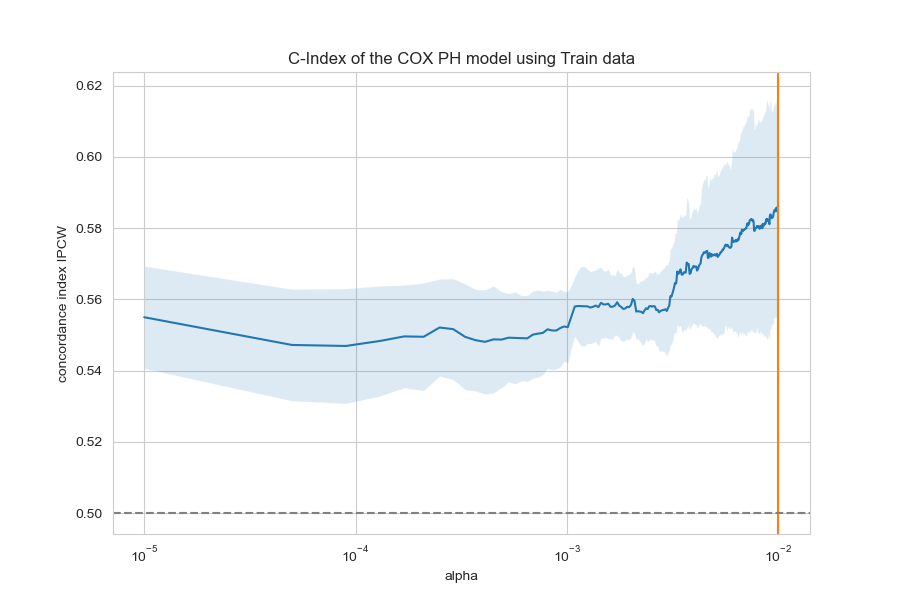 C-Index of the COX PH model using Train data
concordance index IPCW
0.62
0.60
0.58
0.56
0.54
0.52
0.50
10⁻⁵ 10⁻⁴ 10⁻³ 10⁻²
alpha